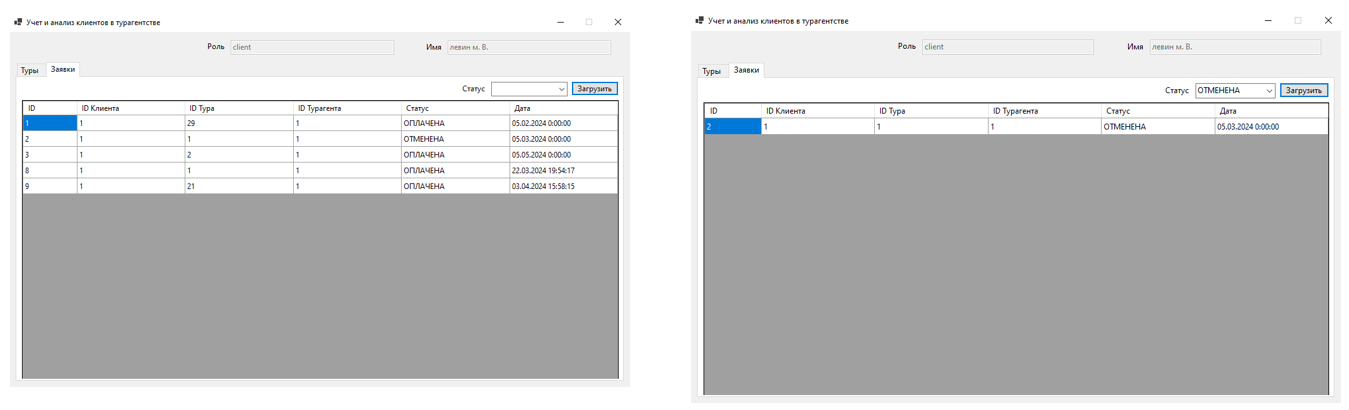 Учет и анализ клиентов в турагентстве
Роль client Имя левин м. В.
Туры Заявки
Статус Загрузить
ID ID Клиента ID Тура ID Турагента Статус Дата
1 1 29 1 ОПЛАЧЕНА 05.02.2024 0:00:00
2 1 1 1 ОТМЕНЕНА 05.03.2024 0:00:00
3 1 2 1 ОПЛАЧЕНА 05.05.2024 0:00:00
8 1 1 1 ОПЛАЧЕНА 22.03.2024 19:54:17
9 1 21 1 ОПЛАЧЕНА 03.04.2024 15:58:15
Учет и анализ клиентов в турагентстве
Роль client Имя левин м. В.
Туры Заявки
Статус ОТМЕНЕНА Загрузить
ID ID Клиента ID Тура ID Турагента Статус Дата
2 1 1 1 ОТМЕНЕНА 05.03.2024 0:00:00